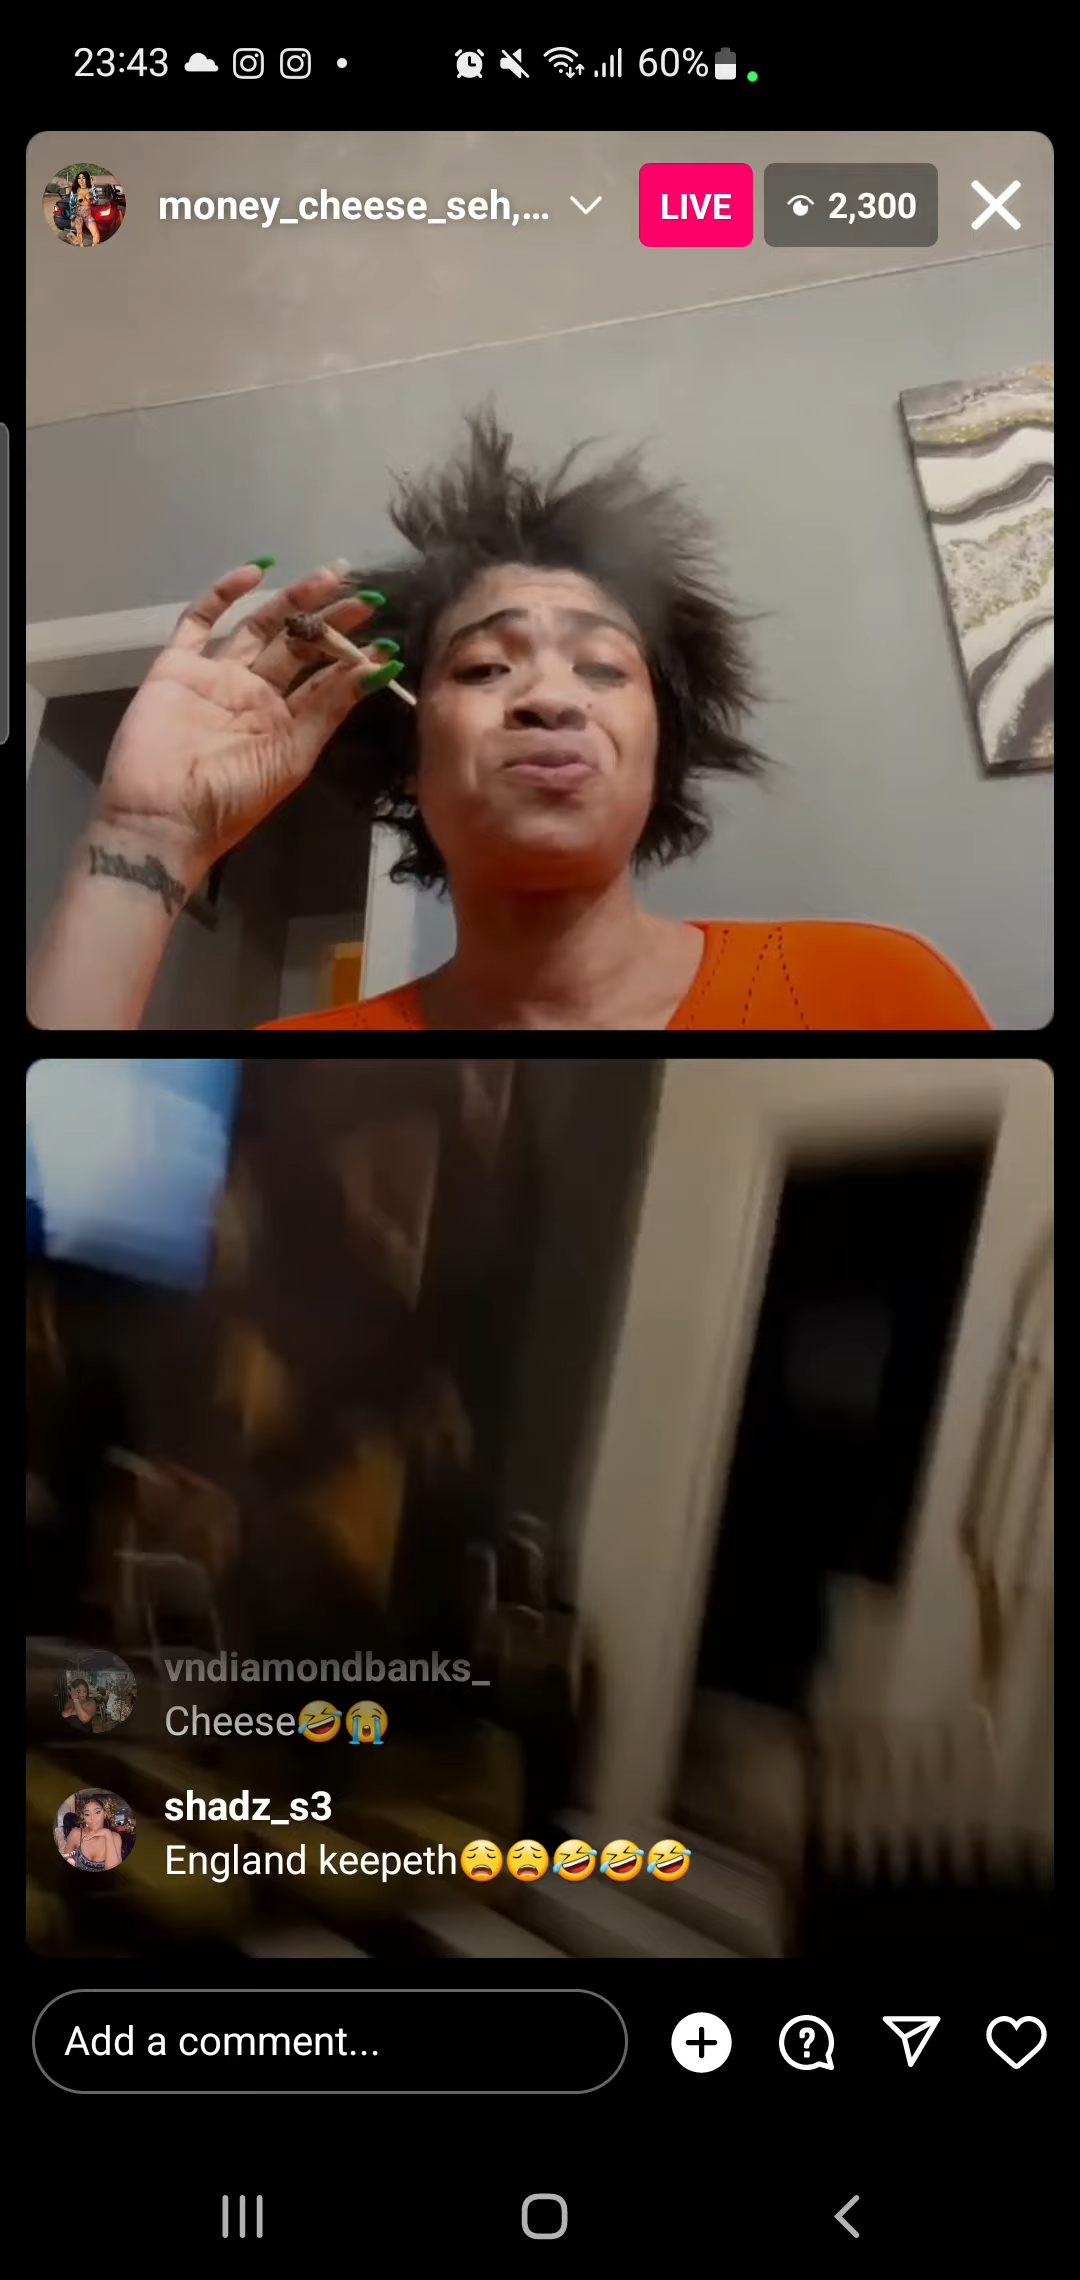 23:43
60%
money_cheese_seh,...
LIVE
2,300
vndiamondbanks_
Cheese🤣😭
shadz_s3
England keepeth😩😩🤣🤣🤣
Add a comment...